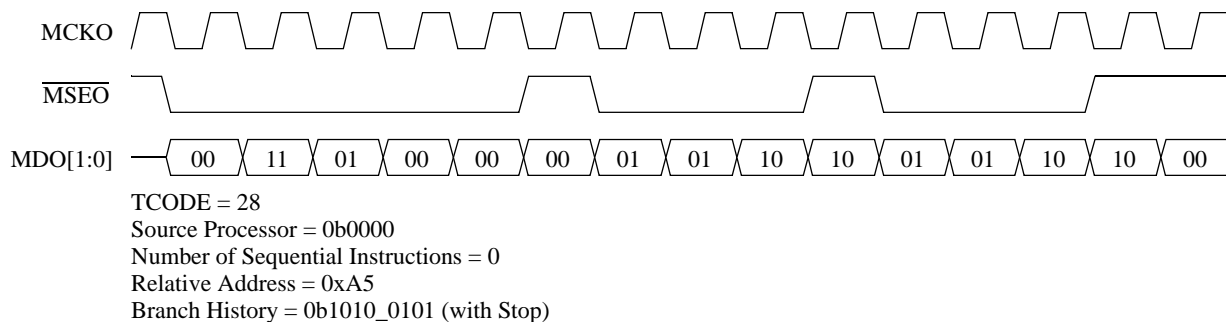 MCKO
MSEO
MDO[1:0] 00 11 01 00 00 00 01 01 10 10 01 01 10 10 00
TCODE = 28
Source Processor = 0b0000
Number of Sequential Instructions = 0
Relative Address = 0xA5
Branch History = 0b1010_0101 (with Stop)